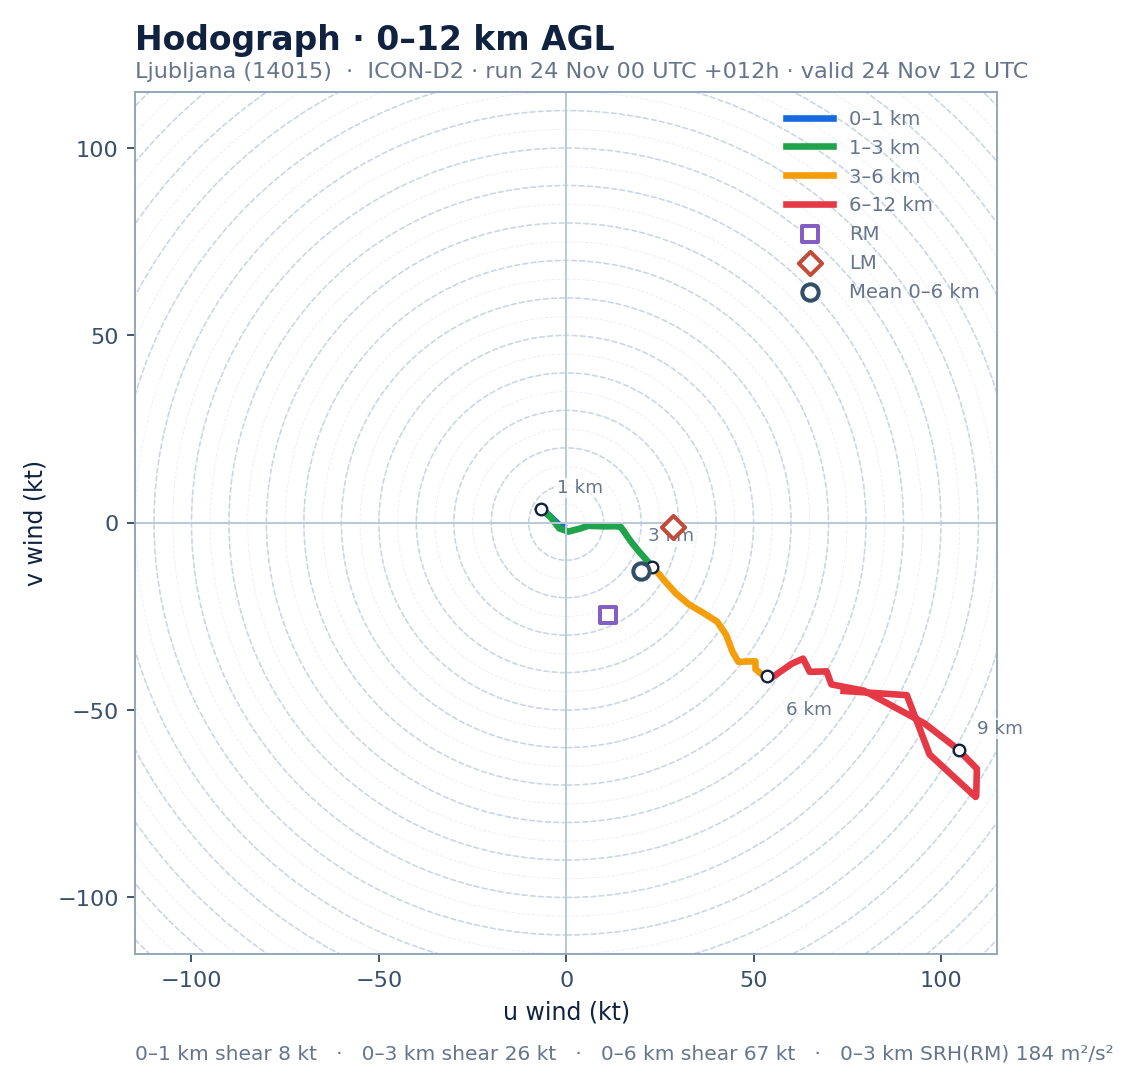 Hodograph · 0–12 km AGL
Ljubljana (14015) · ICON-D2 · run 24 Nov 00 UTC +012h · valid 24 Nov 12 UTC
0–1 km
1–3 km
3–6 km
6–12 km
RM
LM
Mean 0–6 km
100
50
0
−50
−100
v wind (kt)
1 km
3 km
6 km
9 km
−100
−50
0
50
100
u wind (kt)
0–1 km shear 8 kt · 0–3 km shear 26 kt · 0–6 km shear 67 kt · 0–3 km SRH(RM) 184 m²/s²